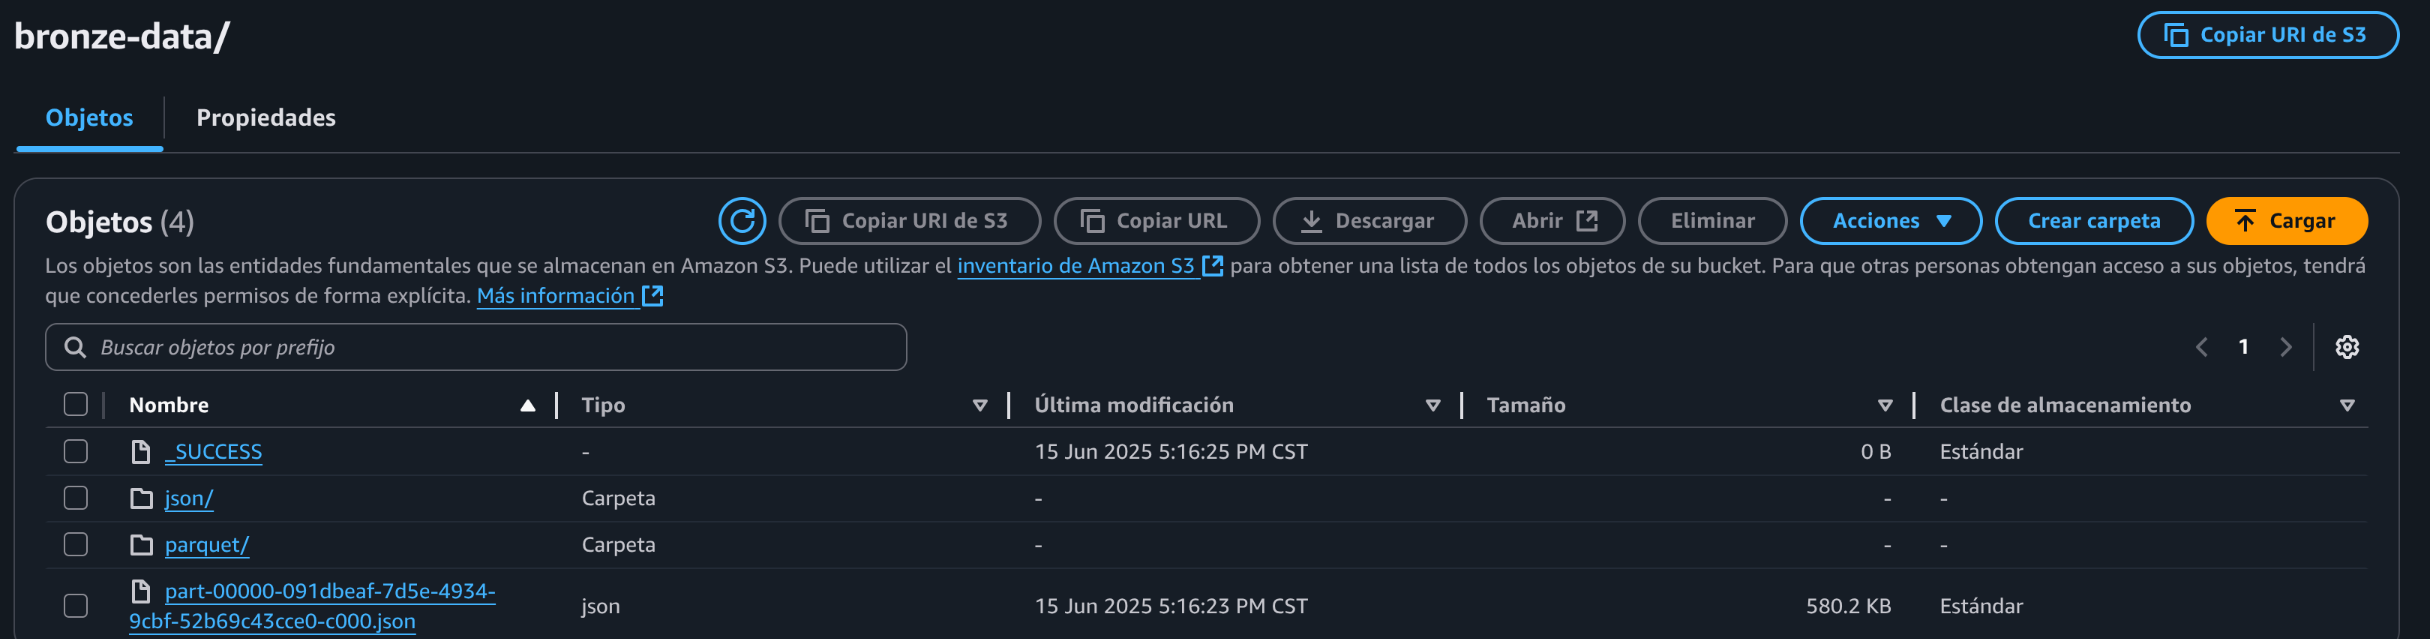 bronze-data/
Copiar URI de S3
Objetos
Propiedades
Objetos (4)
Copiar URI de S3
Copiar URL
Descargar
Abrir
Eliminar
Acciones
Crear carpeta
Cargar
Los objetos son las entidades fundamentales que se almacenan en Amazon S3. Puede utilizar el inventario de Amazon S3 para obtener una lista de todos los objetos de su bucket. Para que otras personas obtengan acceso a sus objetos, tendrá
que concederles permisos de forma explícita. Más información
Buscar objetos por prefijo
1
Nombre Tipo Última modificación Tamaño Clase de almacenamiento
_SUCCESS - 15 Jun 2025 5:16:25 PM CST 0 B Estándar
json/ Carpeta - - -
parquet/ Carpeta - - -
part-00000-091dbeaf-7d5e-4934-
9cbf-52b69c43cce0-c000.json
json 15 Jun 2025 5:16:23 PM CST 580.2 KB Estándar